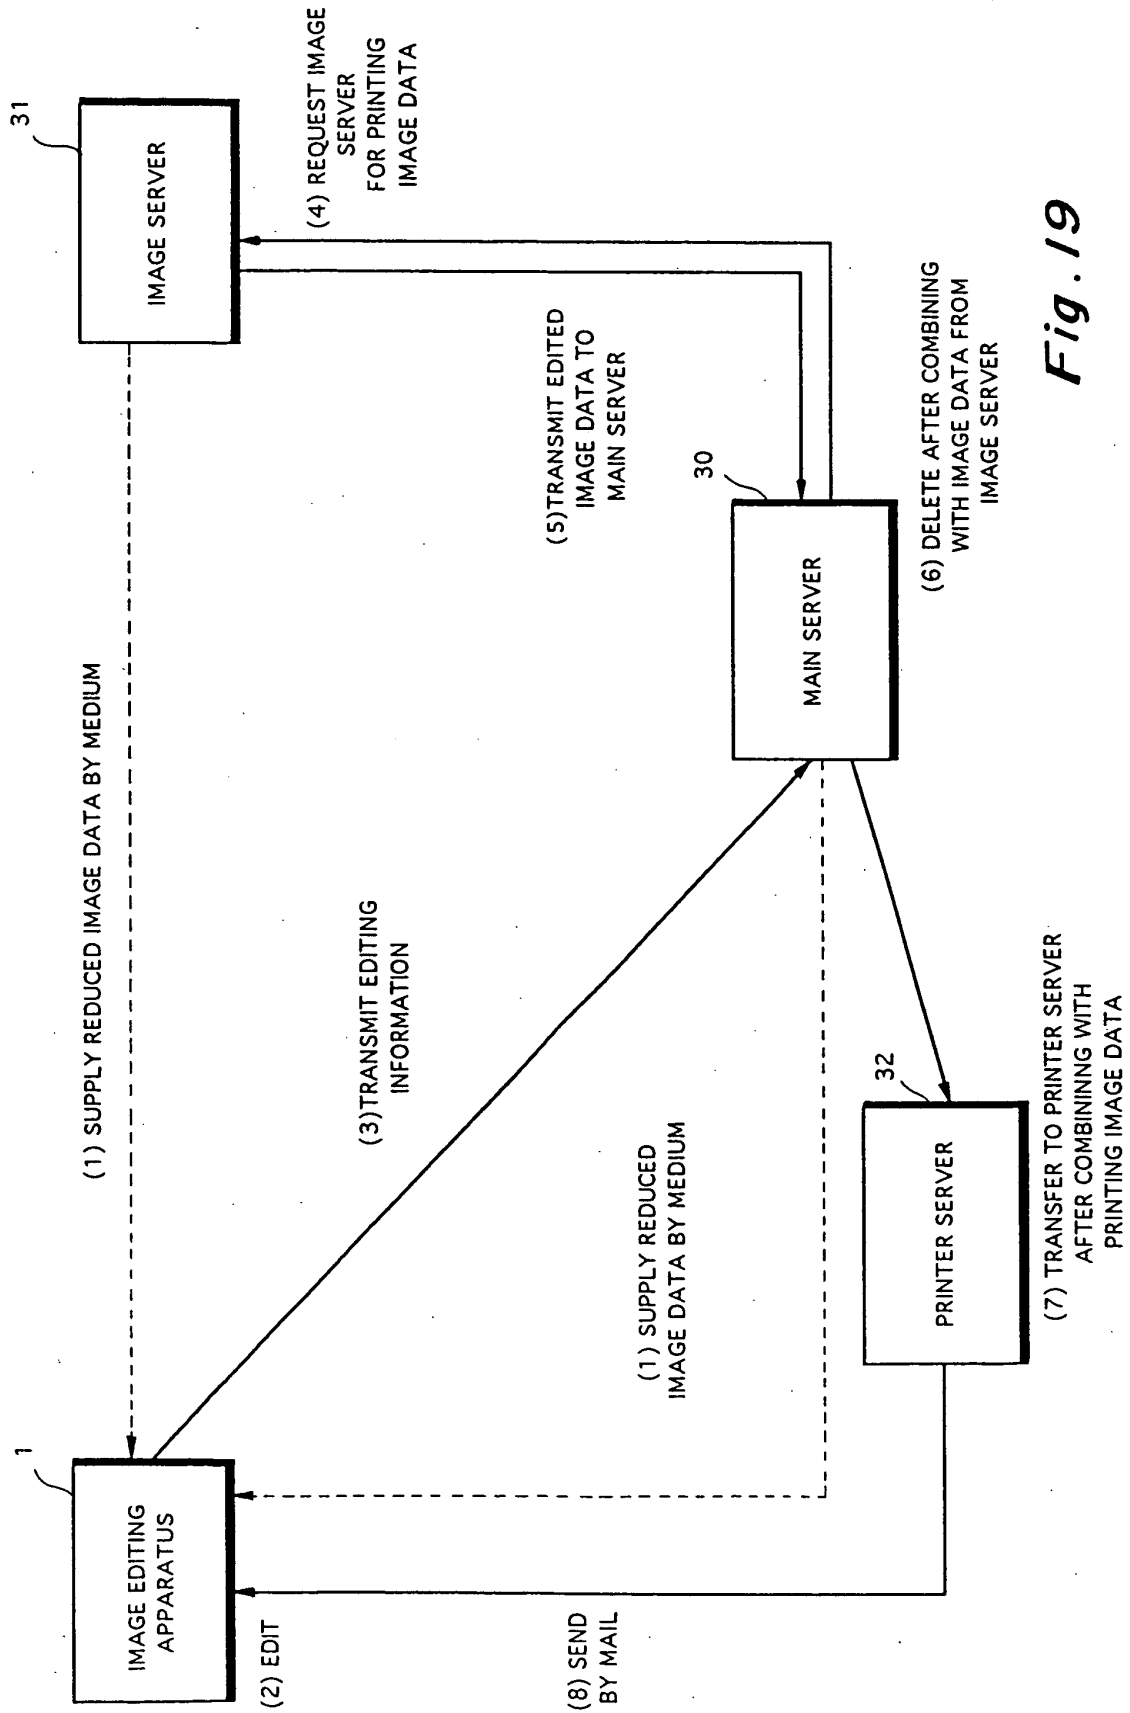 1
IMAGE EDITING
APPARATUS
(2) EDIT
(1) SUPPLY REDUCED IMAGE DATA BY MEDIUM
31
IMAGE SERVER
(4) REQUEST IMAGE
SERVER
FOR PRINTING
IMAGE DATA
(3)TRANSMIT EDITING
INFORMATION
(5)TRANSMIT EDITED
IMAGE DATA TO
MAIN SERVER
(8) SEND
BY MAIL
(1) SUPPLY REDUCED
IMAGE DATA BY MEDIUM
30
MAIN SERVER
(6) DELETE AFTER COMBINING
WITH IMAGE DATA FROM
IMAGE SERVER
32
PRINTER SERVER
(7) TRANSFER TO PRINTER SERVER
AFTER COMBINING WITH
PRINTING IMAGE DATA
Fig. 19